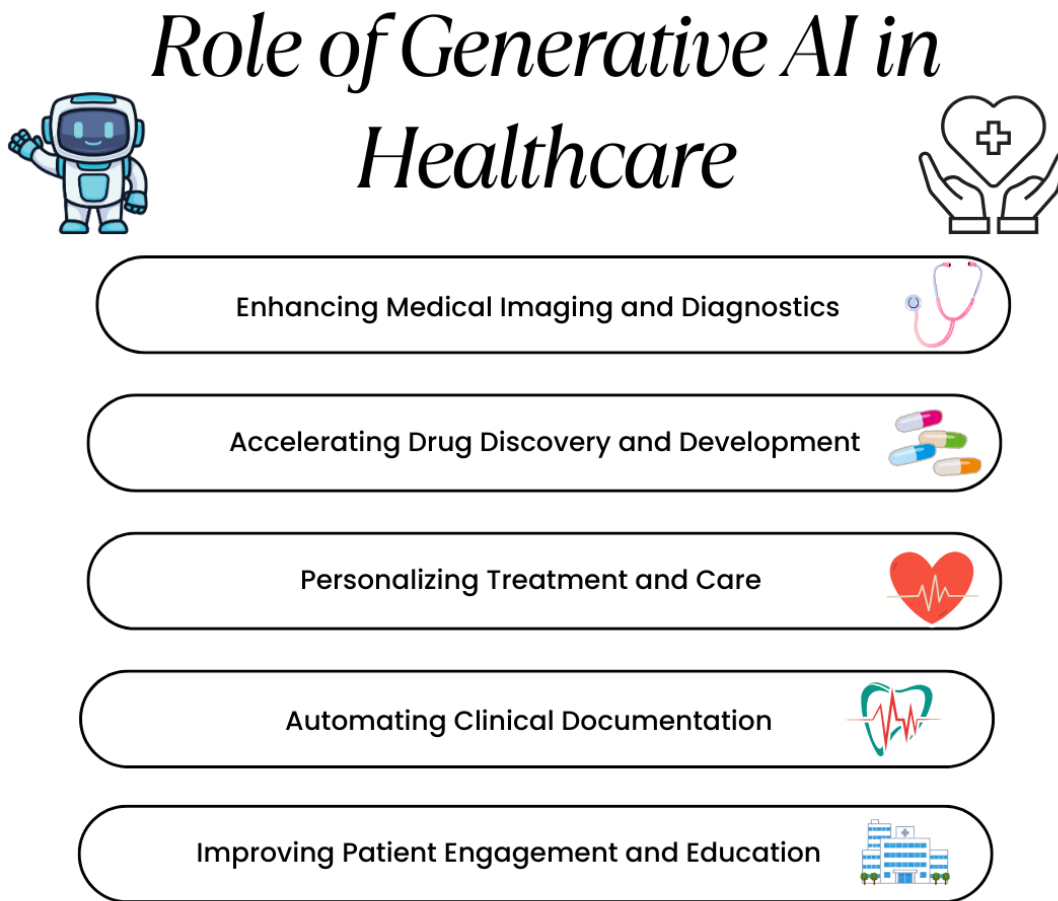 Role of Generative AI in
Healthcare
Enhancing Medical Imaging and Diagnostics
Accelerating Drug Discovery and Development
Personalizing Treatment and Care
Automating Clinical Documentation
Improving Patient Engagement and Education